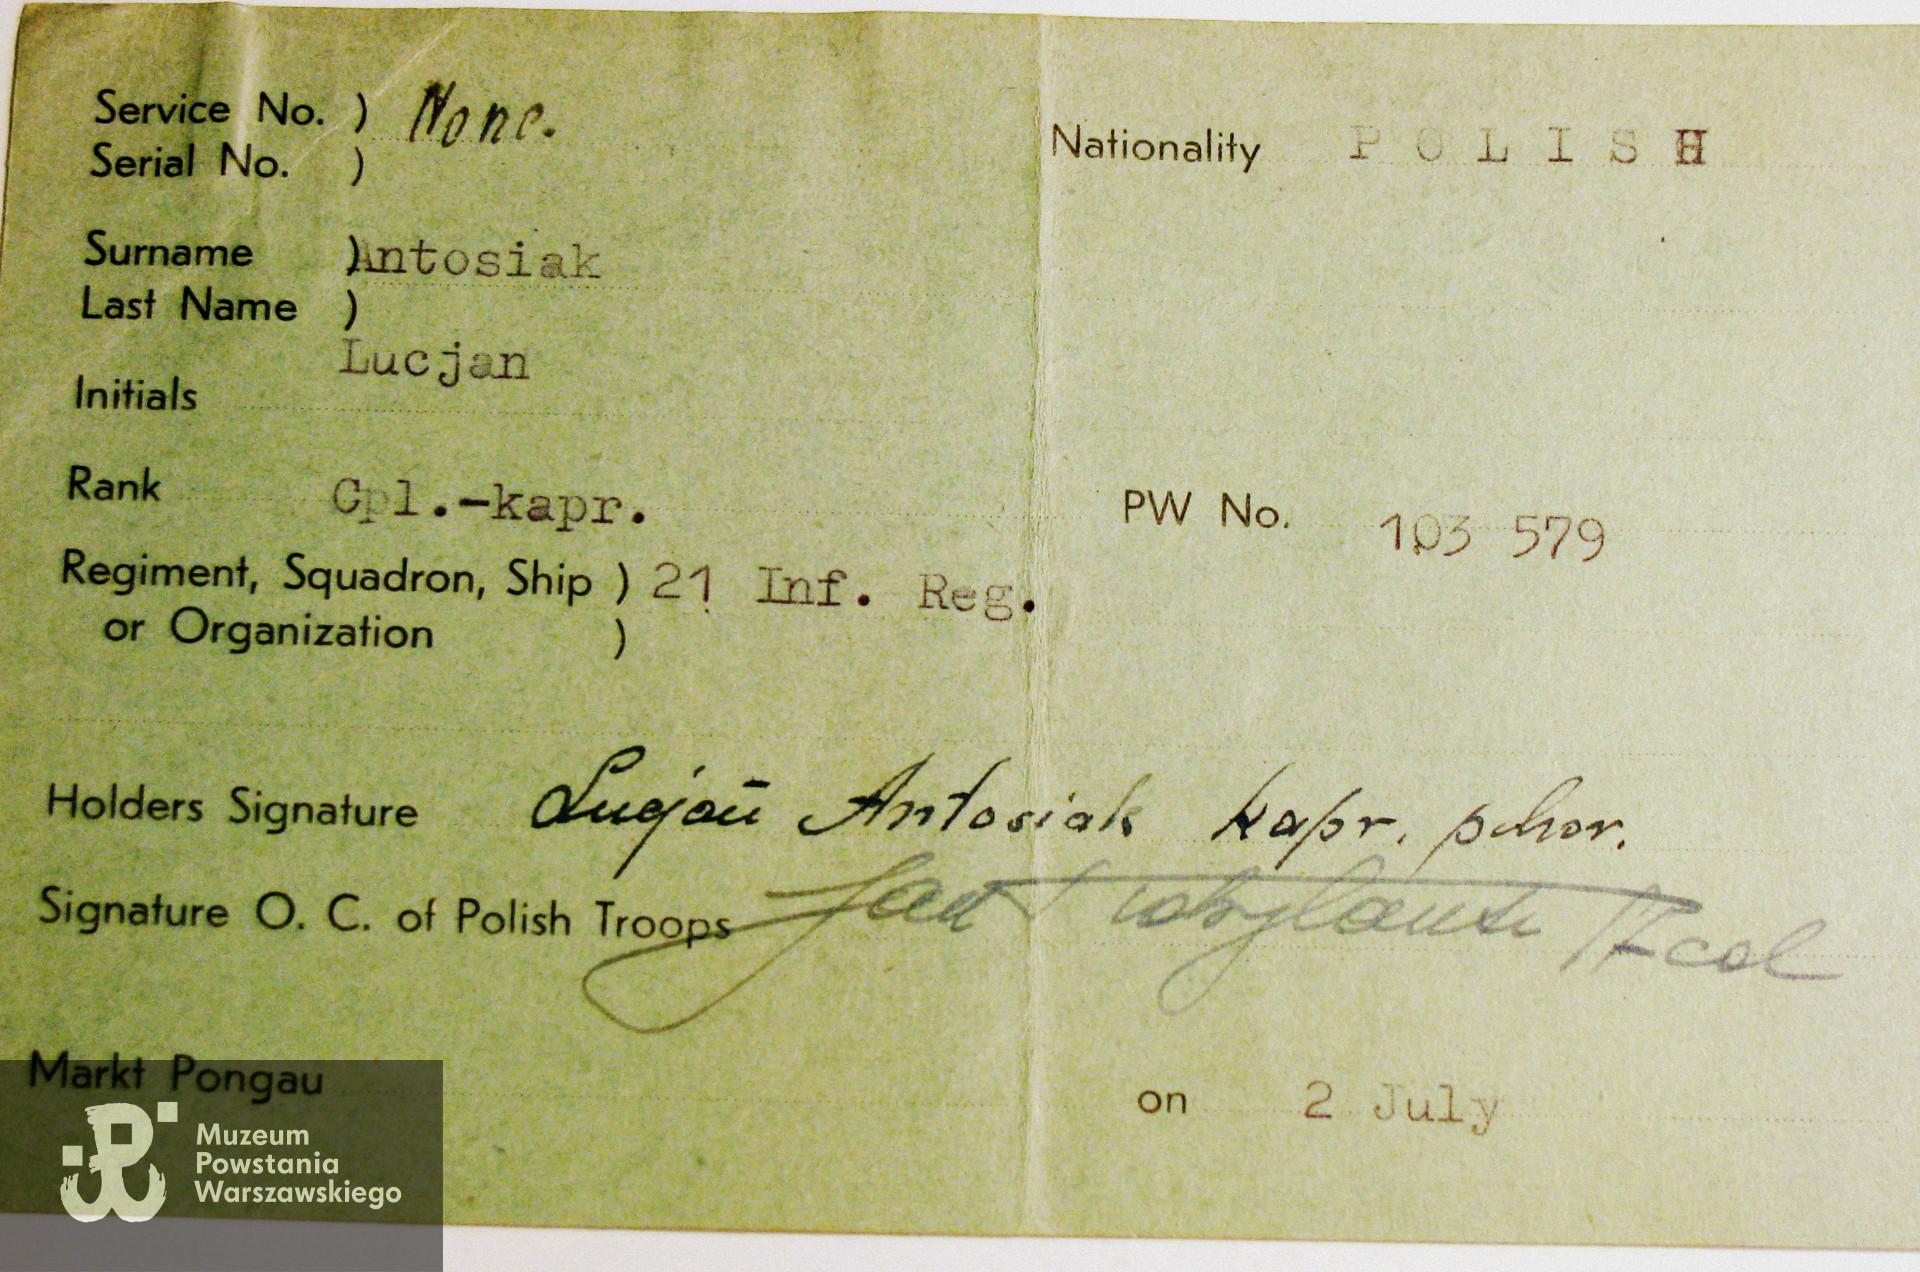 Service No. ) None.
Serial No. )
Nationality POLISH
Surname ) Antosiak
Last Name )
Lucjan
Initials
Rank Cpl.-kapr.
PW No. 103 579
Regiment, Squadron, Ship ) 21 Inf. Reg.
or Organization )
Holders Signature Lucjan Antosiak kapr. pchor.
Signature O. C. of Polish Troops Jan
Markt Pongau
on 2 July
Muzeum
Powstania
Warszawskiego